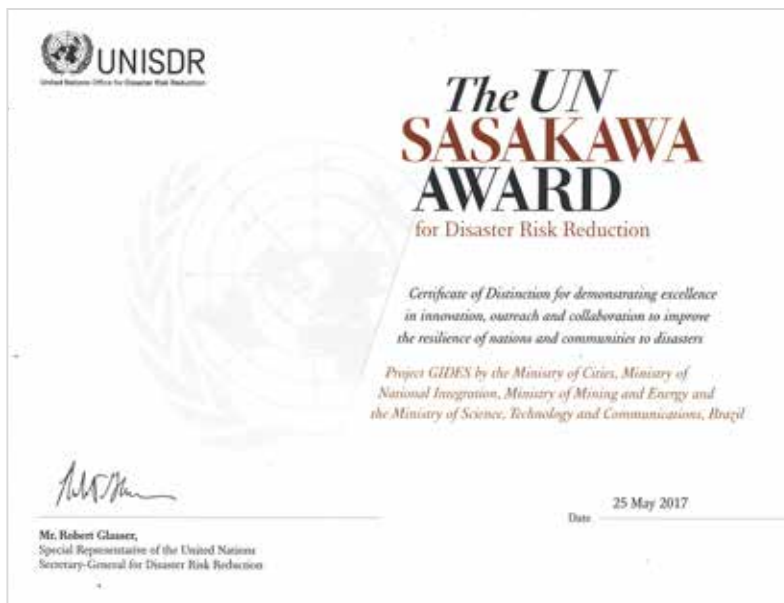 UNISDR
United Nations Office for Disaster Risk Reduction
The UN
SASAKAWA
AWARD
for Disaster Risk Reduction
Certificate of Distinction for demonstrating excellence
in innovation, outreach and collaboration to improve
the resilience of nations and communities to disasters
Project GIDES by the Ministry of Cities, Ministry of
National Integration, Ministry of Mining and Energy and
the Ministry of Science, Technology and Communications, Brazil
25 May 2017
Date
Mr. Robert Glasser,
Special Representative of the United Nations
Secretary-General for Disaster Risk Reduction